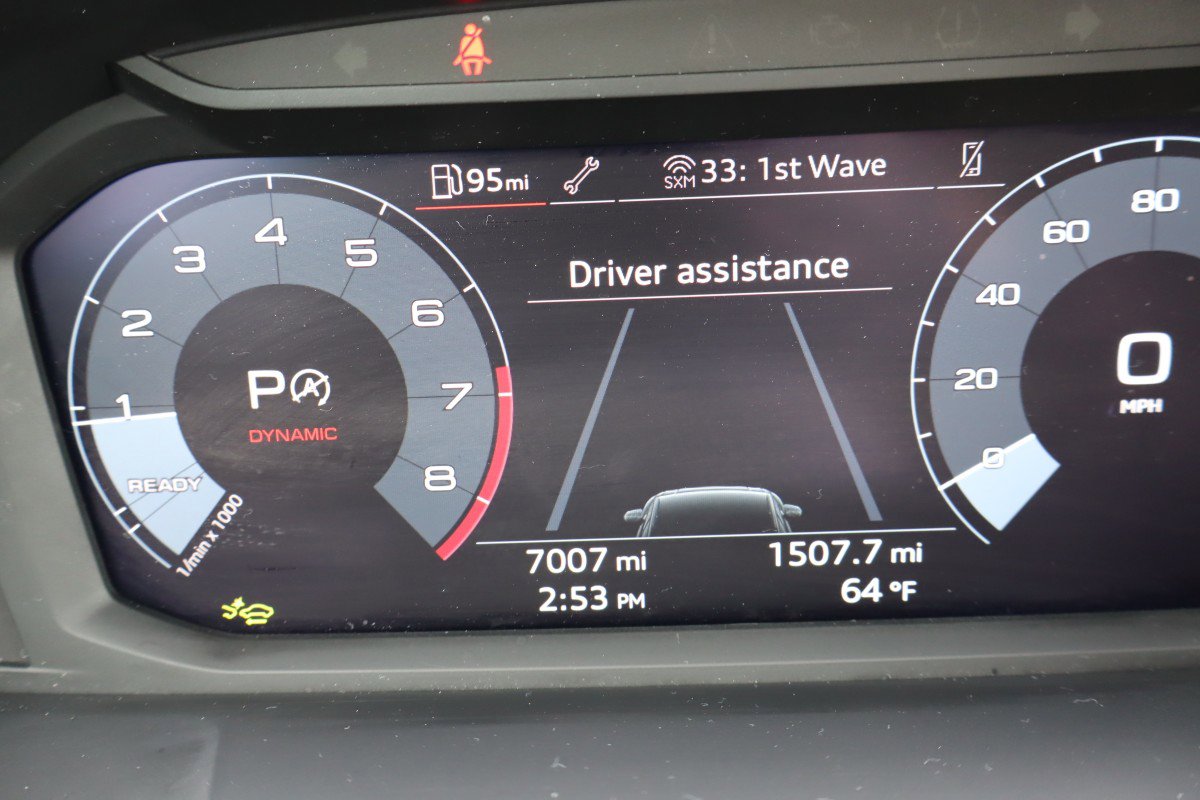 95mi
SXM 33: 1st Wave
Driver assistance
1
2
3
4
5
6
7
8
P A
DYNAMIC
READY
1/min x 1000
0
20
40
60
80
0
MPH
7007 mi
1507.7 mi
2:53 PM
64 °F